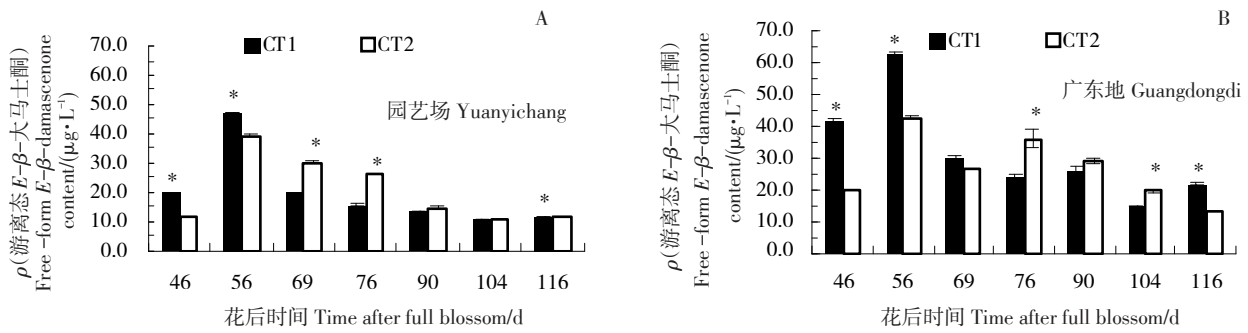 A
ρ(游离态 E-β-大马士酮)
Free -form E-β-damascenone
content/(μg•L⁻¹)
70.0
60.0
50.0
40.0
30.0
20.0
10.0
0.0
CT1
CT2
园艺场 Yuanyichang
*
*
*
*
*
46 56 69 76 90 104 116
花后时间 Time after full blossom/d
B
ρ(游离态 E-β-大马士酮)
Free -form E-β-damascenone
content/(μg•L⁻¹)
70.0
60.0
50.0
40.0
30.0
20.0
10.0
0.0
CT1
CT2
广东地 Guangdongdi
*
*
*
*
*
46 56 69 76 90 104 116
花后时间 Time after full blossom/d